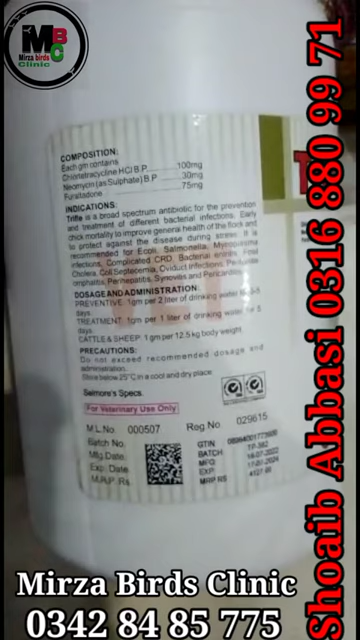 MBC
Mirza birds
Clinic
COMPOSITION:
Each gm contains
Chlortetracycline HCl B.P 100mg
Neomycin (as Sulphate) B.P 30mg
Furaltadone 75mg
INDICATIONS:
Trifle is a broad spectrum antibiotic for the prevention
and treatment of different bacterial infections. Early
chick mortality to improve general health of the flock and
to protect against the disease during stress. It is
recommended for E.coli, Salmonella, Mycoplasma
infections, Complicated CRD, Bacterial enteritis, Fowl
Cholera, Coli Septecemia, Oviduct Infections,
omphalitis, Perihepatitis, Synovites and Pericarditis.
DOSAGE AND ADMINISTRATION:
PREVENTIVE: 1gm per 2 liter of drinking water for 3-5
days.
TREATMENT: 1gm per 1 liter of drinking water for 5
days.
CATTLE & SHEEP: 1gm per 12.5 kg body weight.
PRECAUTIONS:
Do not exceed recommended dosage and
administration.
Store below 25°C in a cool and dry place.
Selmore's Specs.
For Veterinary Use Only
M L.No. 000507 Reg.No. 029615
Batch No.
Mfg.Date
Exp. Date
M.R.P. Rs
GTIN
BATCH
MFG
EXP
MRP RS
Shoaib Abbasi 0316 880 99 71
Mirza Birds Clinic
0342 84 85 775